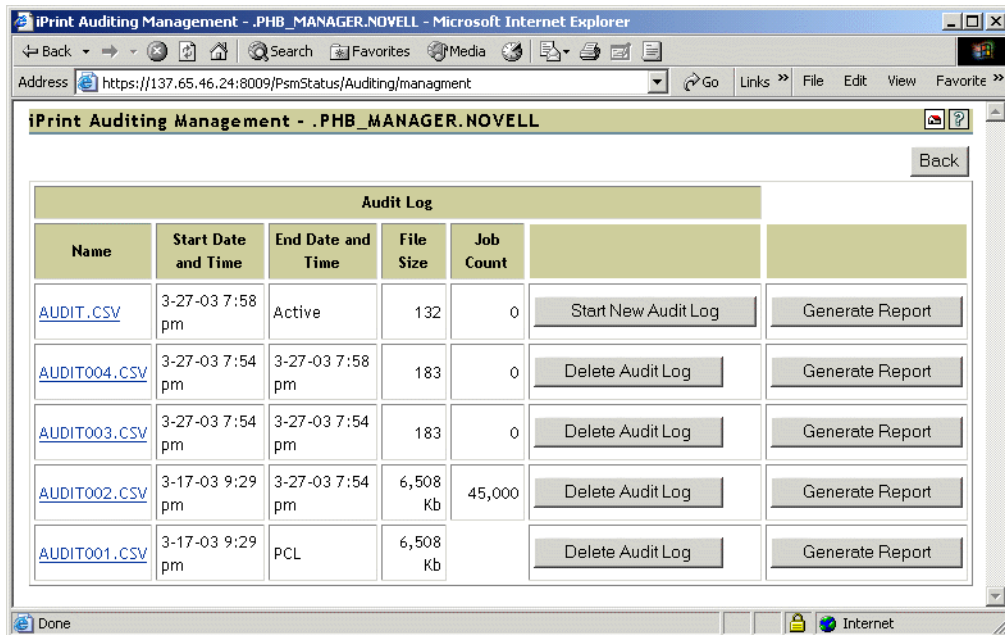 iPrint Auditing Management - .PHB_MANAGER.NOVELL - Microsoft Internet Explorer
Back Search Favorites Media
Address https://137.65.46.24:8009/PsmStatus/Auditing/managment Go Links » File Edit View Favorite »
iPrint Auditing Management - .PHB_MANAGER.NOVELL ?
Back
Audit Log
Name Start Date and Time End Date and Time File Size Job Count
AUDIT.CSV 3-27-03 7:58 pm Active 132 0 Start New Audit Log Generate Report
AUDIT004.CSV 3-27-03 7:54 pm 3-27-03 7:58 pm 183 0 Delete Audit Log Generate Report
AUDIT003.CSV 3-27-03 7:54 pm 3-27-03 7:54 pm 183 0 Delete Audit Log Generate Report
AUDIT002.CSV 3-17-03 9:29 pm 3-27-03 7:54 pm 6,508 Kb 45,000 Delete Audit Log Generate Report
AUDIT001.CSV 3-17-03 9:29 pm PCL 6,508 Kb Delete Audit Log Generate Report
Done Internet